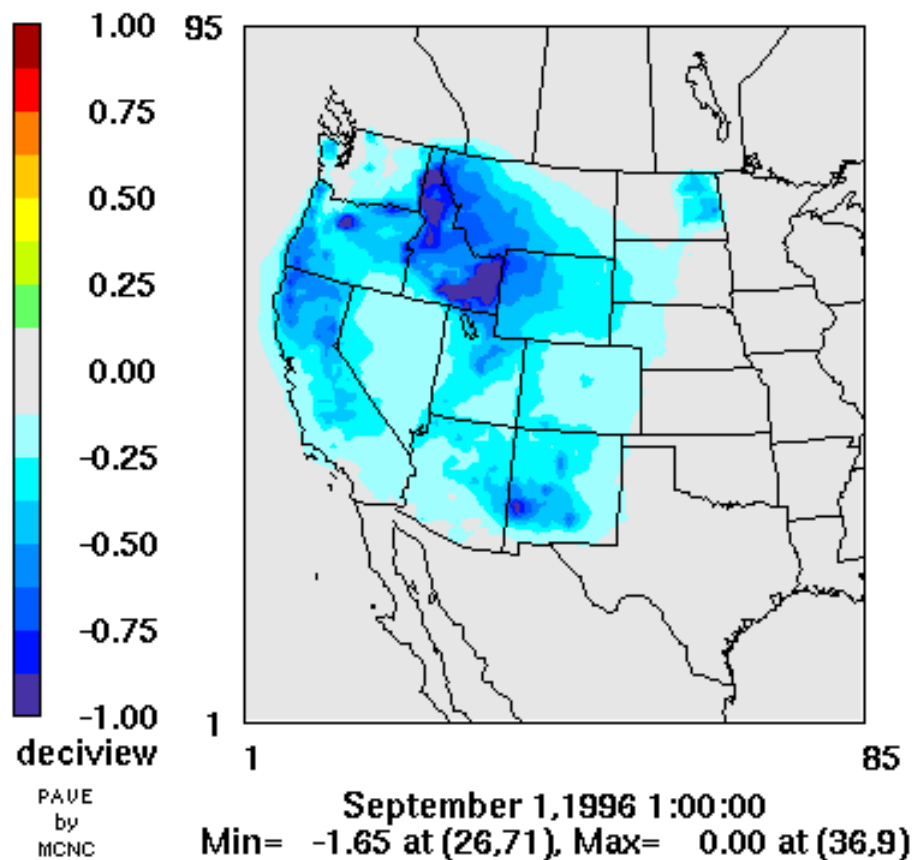 1.00
0.75
0.50
0.25
0.00
-0.25
-0.50
-0.75
-1.00
deciview
PAVE
by
MCNC
95
1
1
85
September 1,1996 1:00:00
Min= -1.65 at (26,71), Max= 0.00 at (36,9)